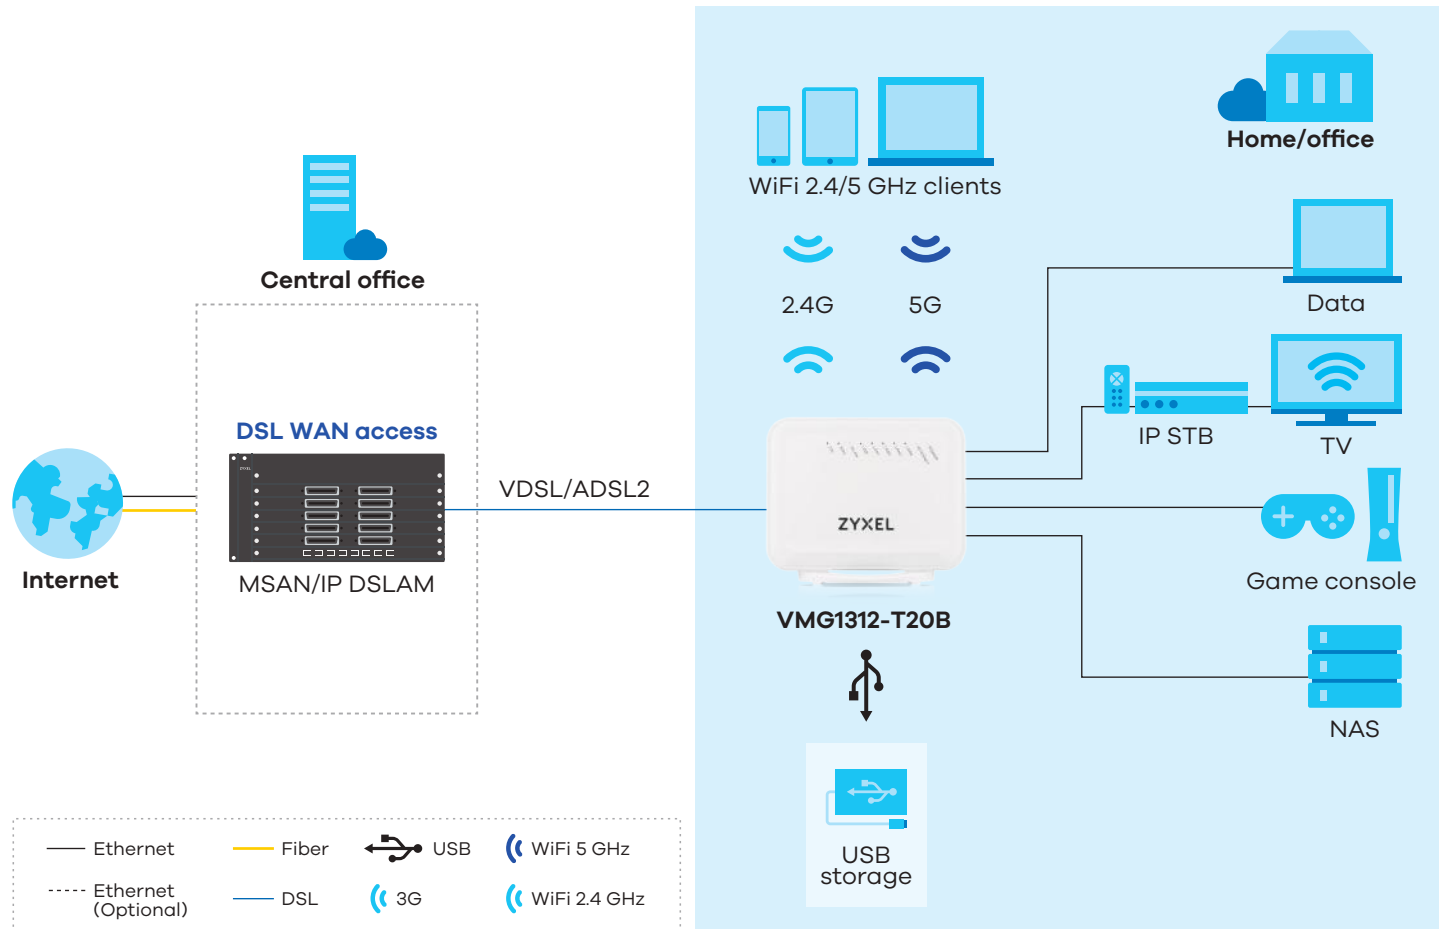 Home/office
WiFi 2.4/5 GHz clients
Central office
2.4G
5G
Data
DSL WAN access
IP STB
TV
VDSL/ADSL2
ZYXEL
ZYXEL
Internet
MSAN/IP DSLAM
Game console
VMG1312-T20B
NAS
USB
storage
Ethernet
Fiber
USB
WiFi 5 GHz
Ethernet
(Optional)
DSL
3G
WiFi 2.4 GHz